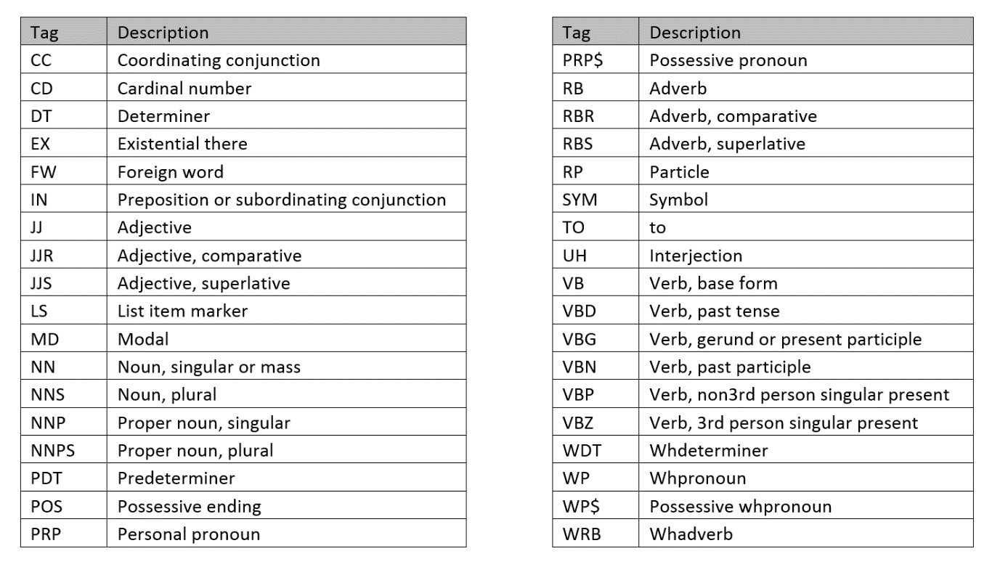 Tag Description
CC Coordinating conjunction
CD Cardinal number
DT Determiner
EX Existential there
FW Foreign word
IN Preposition or subordinating conjunction
JJ Adjective
JJR Adjective, comparative
JJS Adjective, superlative
LS List item marker
MD Modal
NN Noun, singular or mass
NNS Noun, plural
NNP Proper noun, singular
NNPS Proper noun, plural
PDT Predeterminer
POS Possessive ending
PRP Personal pronoun
Tag Description
PRP$ Possessive pronoun
RB Adverb
RBR Adverb, comparative
RBS Adverb, superlative
RP Particle
SYM Symbol
TO to
UH Interjection
VB Verb, base form
VBD Verb, past tense
VBG Verb, gerund or present participle
VBN Verb, past participle
VBP Verb, non3rd person singular present
VBZ Verb, 3rd person singular present
WDT Whdeterminer
WP Whpronoun
WP$ Possessive whpronoun
WRB Whadverb